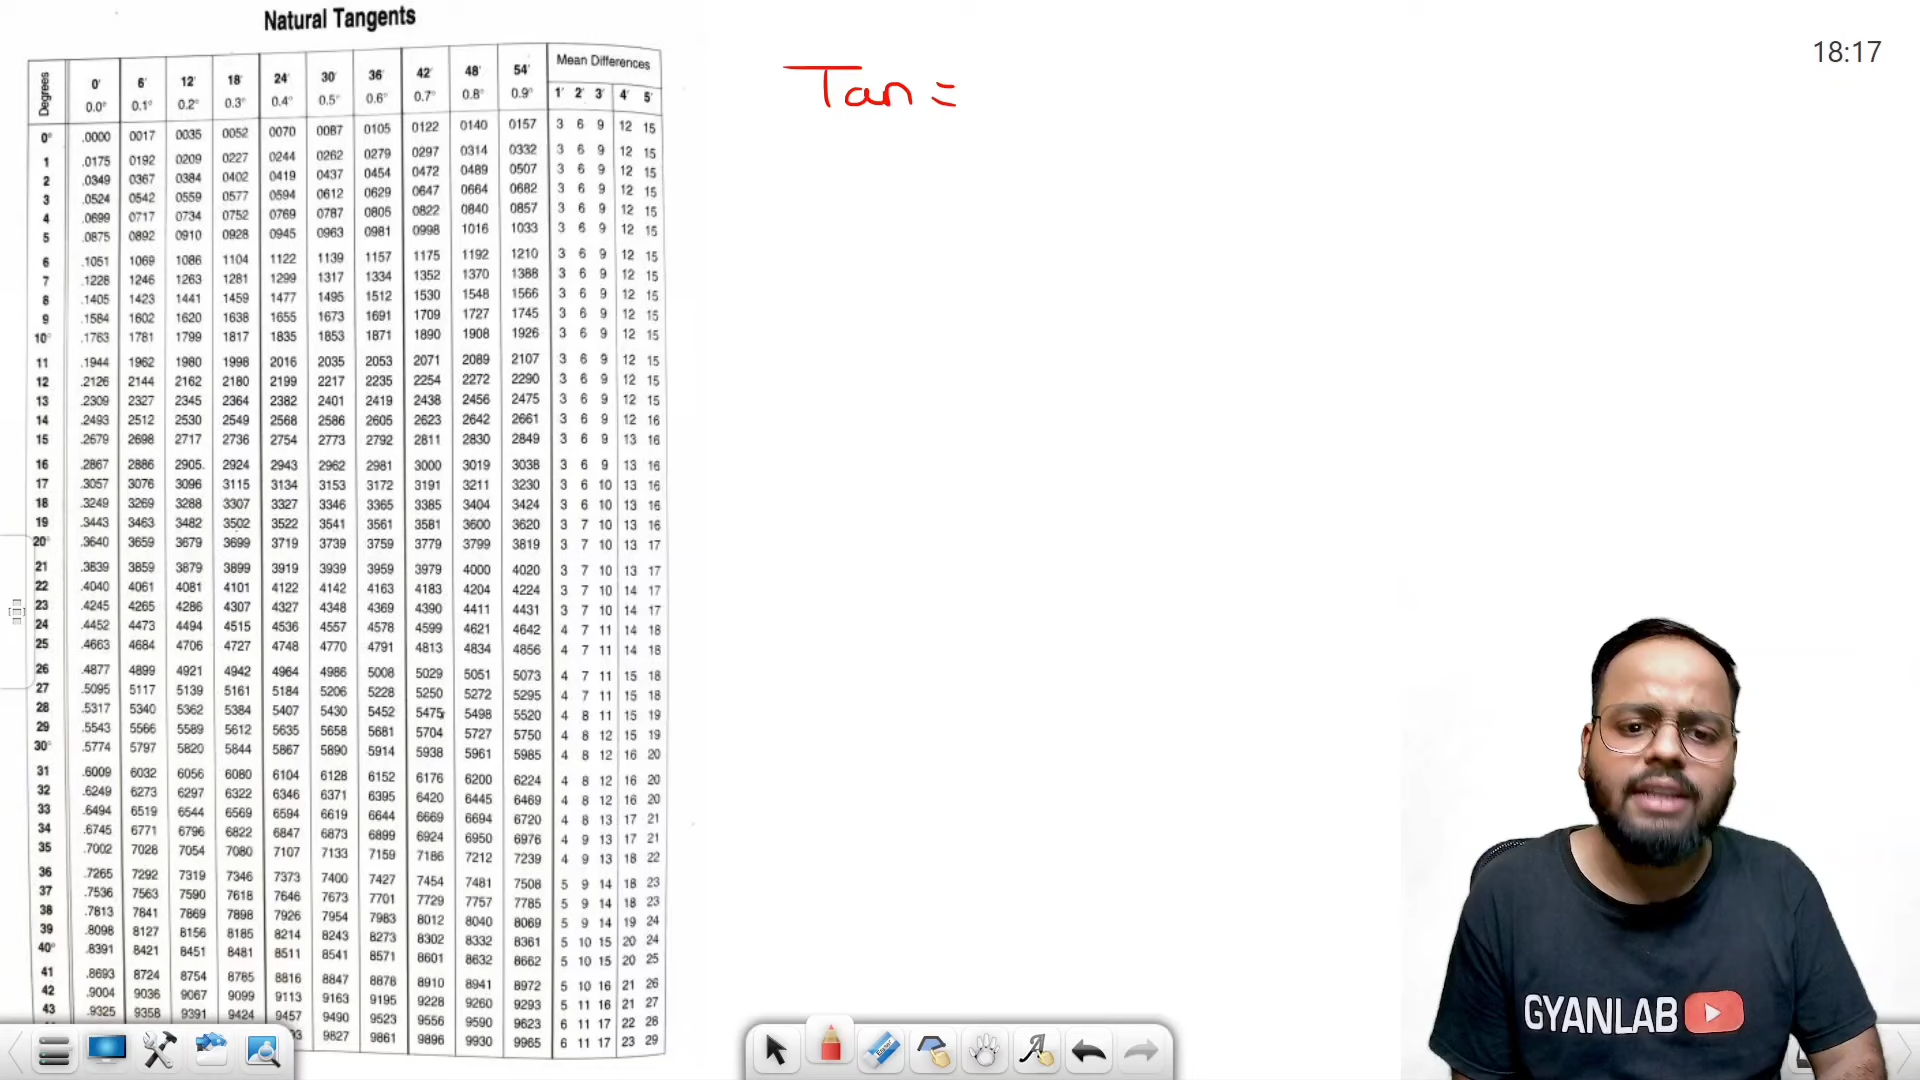 Natural Tangents
18:17
Tan =
Degrees 0' 6' 12' 18' 24' 30' 36' 42' 48' 54' Mean Differences
0.0° 0.1° 0.2° 0.3° 0.4° 0.5° 0.6° 0.7° 0.8° 0.9° 1' 2' 3' 4' 5'
0° .0000 0017 0035 0052 0070 0087 0105 0122 0140 0157 3 6 9 12 15
1 .0175 0192 0209 0227 0244 0262 0279 0297 0314 0332 3 6 9 12 15
2 .0349 0367 0384 0402 0419 0437 0454 0472 0489 0507 3 6 9 12 15
3 .0524 0542 0559 0577 0594 0612 0629 0647 0664 0682 3 6 9 12 15
4 .0699 0717 0734 0752 0769 0787 0805 0822 0840 0857 3 6 9 12 15
5 .0875 0892 0910 0928 0945 0963 0981 0998 1016 1033 3 6 9 12 15
6 .1051 1069 1086 1104 1122 1139 1157 1175 1192 1210 3 6 9 12 15
7 .1228 1246 1263 1281 1299 1317 1334 1352 1370 1388 3 6 9 12 15
8 .1405 1423 1441 1459 1477 1495 1512 1530 1548 1566 3 6 9 12 15
9 .1584 1602 1620 1638 1655 1673 1691 1709 1727 1745 3 6 9 12 15
10° .1763 1781 1799 1817 1835 1853 1871 1890 1908 1926 3 6 9 12 15
11 .1944 1962 1980 1998 2016 2035 2053 2071 2089 2107 3 6 9 12 15
12 .2126 2144 2162 2180 2199 2217 2235 2254 2272 2290 3 6 9 12 15
13 .2309 2327 2345 2364 2382 2401 2419 2438 2456 2475 3 6 9 12 15
14 .2493 2512 2530 2549 2568 2586 2605 2623 2642 2661 3 6 9 12 16
15 .2679 2698 2717 2736 2754 2773 2792 2811 2830 2849 3 6 9 13 16
16 .2867 2886 2905. 2924 2943 2962 2981 3000 3019 3038 3 6 9 13 16
17 .3057 3076 3096 3115 3134 3153 3172 3191 3211 3230 3 6 10 13 16
18 .3249 3269 3288 3307 3327 3346 3365 3385 3404 3424 3 6 10 13 16
19 .3443 3463 3482 3502 3522 3541 3561 3581 3600 3620 3 7 10 13 16
20° .3640 3659 3679 3699 3719 3739 3759 3779 3799 3819 3 7 10 13 17
21 .3839 3859 3879 3899 3919 3939 3959 3979 4000 4020 3 7 10 13 17
22 .4040 4061 4081 4101 4122 4142 4163 4183 4204 4224 3 7 10 14 17
23 .4245 4265 4286 4307 4327 4348 4369 4390 4411 4431 3 7 10 14 17
24 .4452 4473 4494 4515 4536 4557 4578 4599 4621 4642 4 7 11 14 18
25 .4663 4684 4706 4727 4748 4770 4791 4813 4834 4856 4 7 11 14 18
26 .4877 4899 4921 4942 4964 4986 5008 5029 5051 5073 4 7 11 15 18
27 .5095 5117 5139 5161 5184 5206 5228 5250 5272 5295 4 7 11 15 18
28 .5317 5340 5362 5384 5407 5430 5452 5475 5498 5520 4 8 11 15 19
29 .5543 5566 5589 5612 5635 5658 5681 5704 5727 5750 4 8 12 15 19
30° .5774 5797 5820 5844 5867 5890 5914 5938 5961 5985 4 8 12 16 20
31 .6009 6032 6056 6080 6104 6128 6152 6176 6200 6224 4 8 12 16 20
32 .6249 6273 6297 6322 6346 6371 6395 6420 6445 6469 4 8 12 16 20
33 .6494 6519 6544 6569 6594 6619 6644 6669 6694 6720 4 8 13 17 21
34 .6745 6771 6796 6822 6847 6873 6899 6924 6950 6976 4 9 13 17 21
35 .7002 7028 7054 7080 7107 7133 7159 7186 7212 7239 4 9 13 18 22
36 .7265 7292 7319 7346 7373 7400 7427 7454 7481 7508 5 9 14 18 23
37 .7536 7563 7590 7618 7646 7673 7701 7729 7757 7785 5 9 14 18 23
38 .7813 7841 7869 7898 7926 7954 7983 8012 8040 8069 5 9 14 19 24
39 .8098 8127 8156 8185 8214 8243 8273 8302 8332 8361 5 10 15 20 24
40° .8391 8421 8451 8481 8511 8541 8571 8601 8632 8662 5 10 15 20 25
41 .8693 8724 8754 8785 8816 8847 8878 8910 8941 8972 5 10 16 21 26
42 .9004 9036 9067 9099 9113 9163 9195 9228 9260 9293 5 11 16 21 27
43 .9325 9358 9391 9424 9457 9490 9523 9556 9590 9623 6 11 17 22 28
93 9827 9861 9896 9930 9965 6 11 17 23 29
GYANLAB
Eraser
A